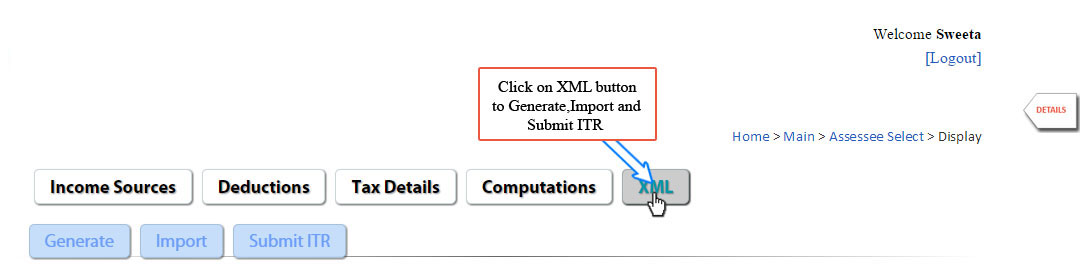 Welcome Sweeta
[Logout]
Click on XML button
to Generate,Import and
Submit ITR
DETAILS
Home > Main > Assessee Select > Display
Income Sources Deductions Tax Details Computations XML
Generate Import Submit ITR